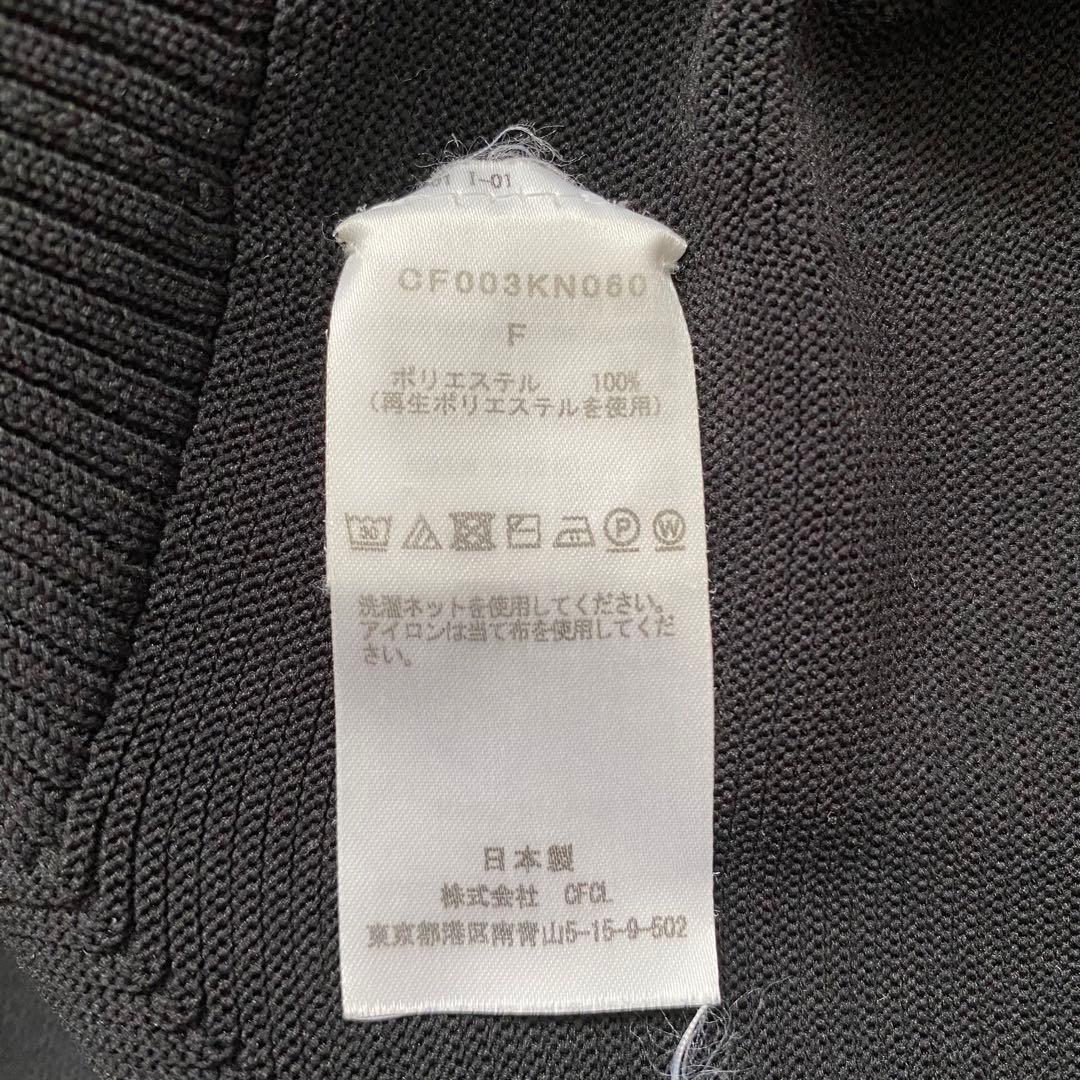 I-01
CF003KN060
F
ポリエステル 100%
（再生ポリエステルを使用）
30
P
W
洗濯ネットを使用してください。
アイロンは当て布を使用してくだ
さい。
日本製
株式会社 CFCL
東京都港区南青山5-15-9-502